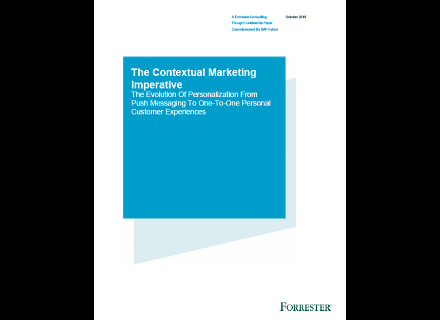 A Forrester Consulting
Thought Leadership Paper
Commissioned By SAP Hybris
October 2015
The Contextual Marketing
Imperative
The Evolution Of Personalization From
Push Messaging To One-To-One Personal
Customer Experiences
FORRESTER®